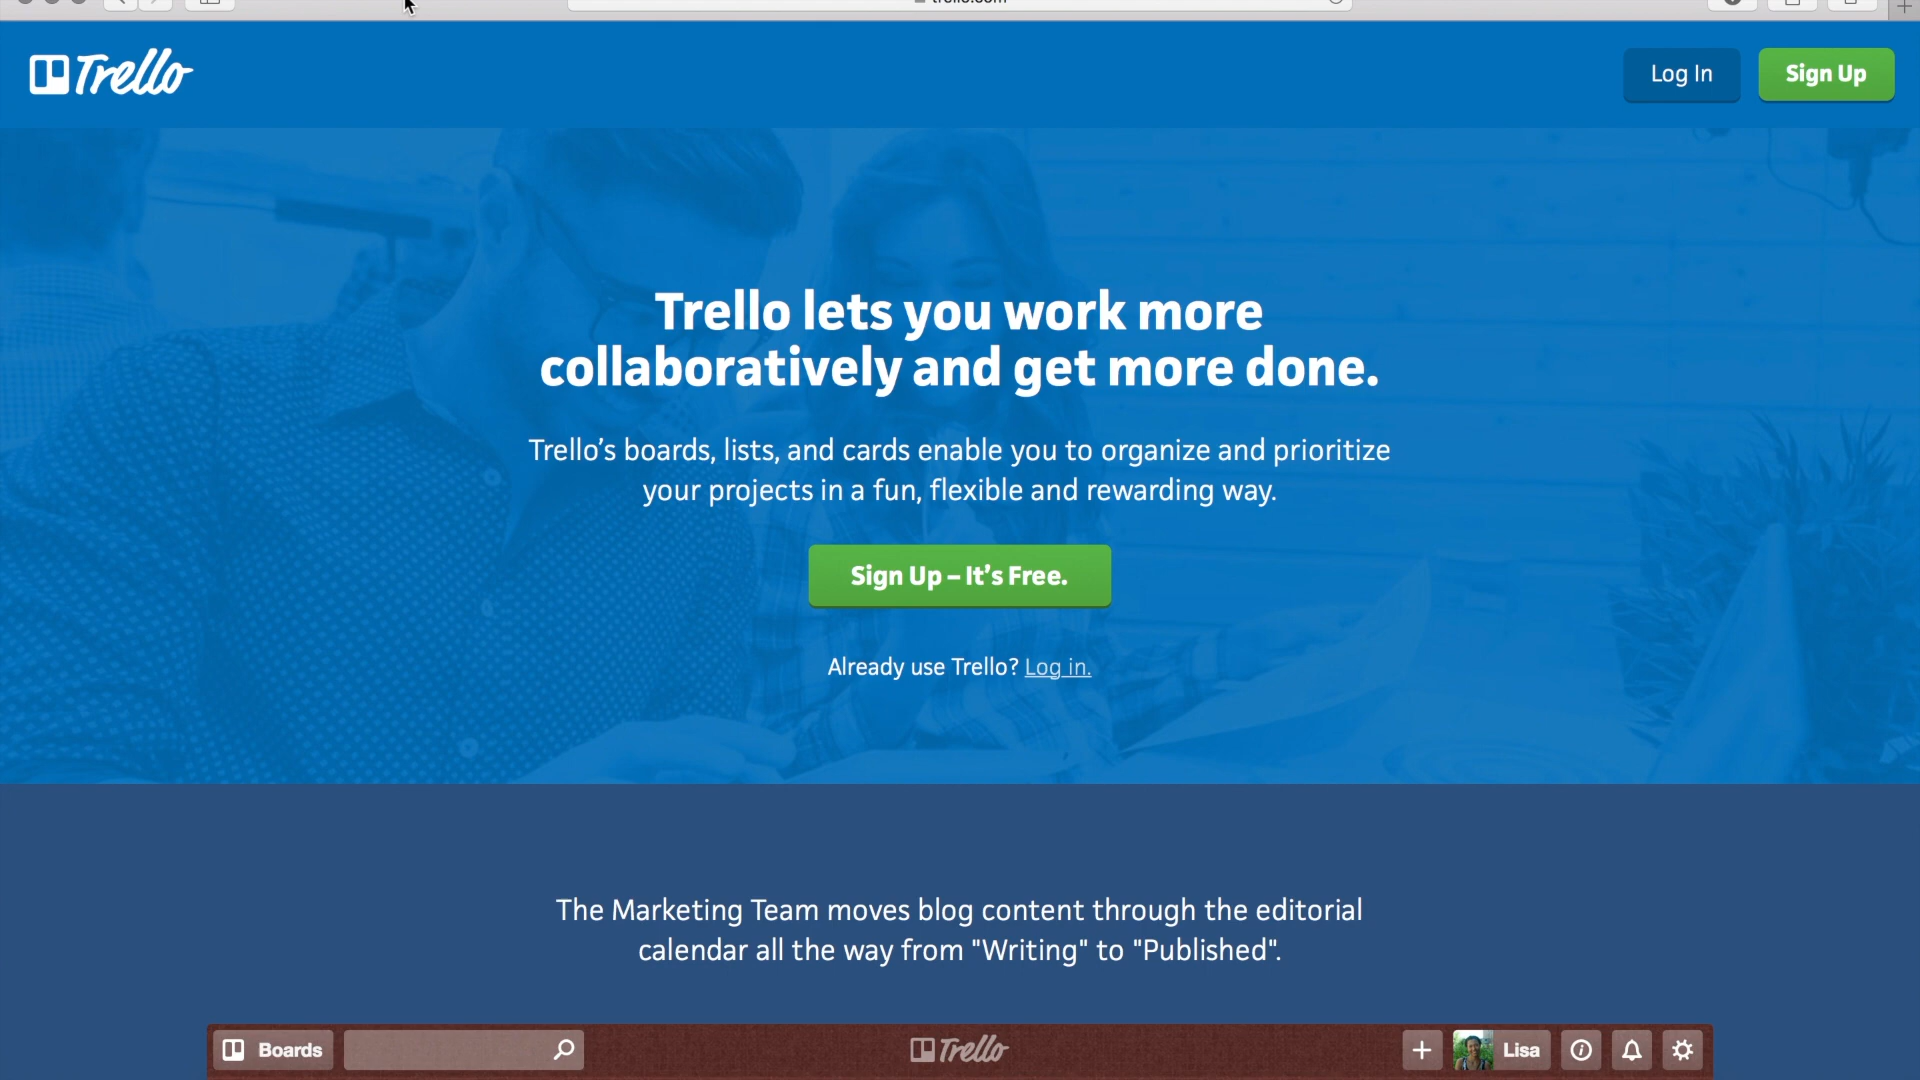 trello.com
Trello
Log In
Sign Up
Trello lets you work more
collaboratively and get more done.
Trello’s boards, lists, and cards enable you to organize and prioritize
your projects in a fun, flexible and rewarding way.
Sign Up – It’s Free.
Already use Trello? Log in.
The Marketing Team moves blog content through the editorial
calendar all the way from "Writing" to "Published".
Boards
Trello
Lisa